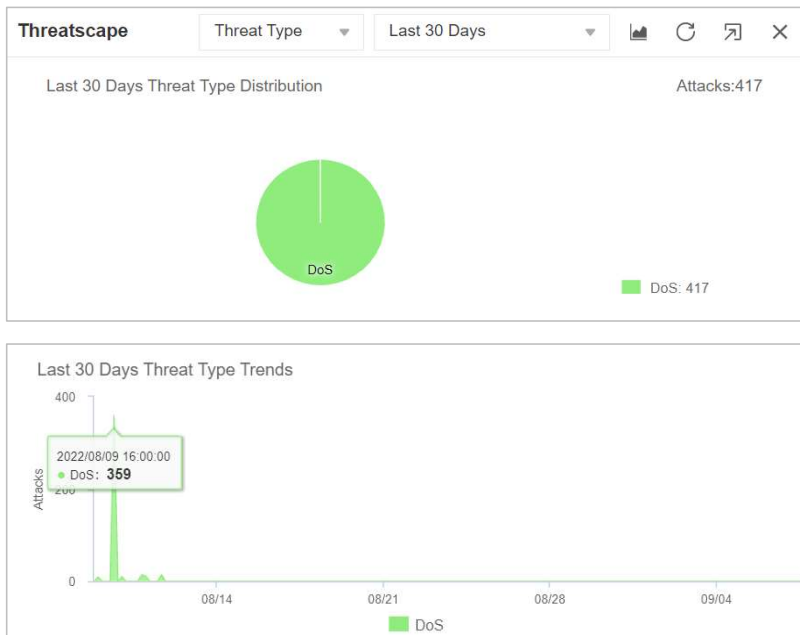 Threatscape Threat Type Last 30 Days
Last 30 Days Threat Type Distribution Attacks:417
DoS
DoS: 417
Last 30 Days Threat Type Trends
400
2022/08/09 16:00:00
DoS: 359
200
Attacks
0
08/14 08/21 08/28 09/04
DoS